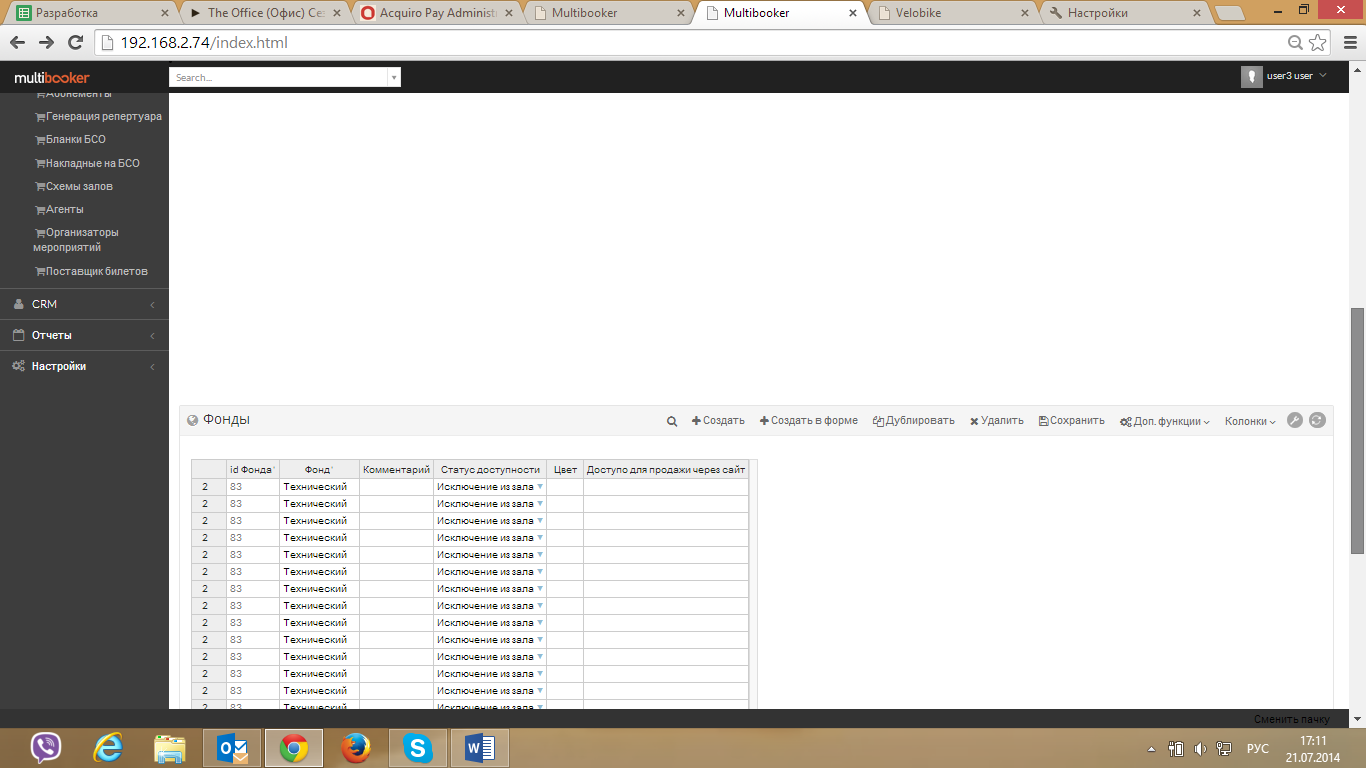 Разработка
The Office (Офис) Сез
Acquiro Pay Administ
Multibooker
Multibooker
Velobike
Настройки
192.168.2.74/index.html
multibooker
Search...
user3 user
Абонементы
Генерация репертуара
Бланки БСО
Накладные на БСО
Схемы залов
Агенты
Организаторы
мероприятий
Поставщик билетов
CRM
Отчеты
Настройки
Фонды
Создать
Создать в форме
Дублировать
Удалить
Сохранить
Доп. функции
Колонки
id Фонда* Фонд* Комментарий Статус доступности Цвет Доступо для продажи через сайт
2 83 Технический Исключение из зала
2 83 Технический Исключение из зала
2 83 Технический Исключение из зала
2 83 Технический Исключение из зала
2 83 Технический Исключение из зала
2 83 Технический Исключение из зала
2 83 Технический Исключение из зала
2 83 Технический Исключение из зала
2 83 Технический Исключение из зала
2 83 Технический Исключение из зала
2 83 Технический Исключение из зала
2 83 Технический Исключение из зала
2 83 Технический Исключение из зала
2 83 Технический Исключение из зала
Сменить пачку
РУС
17:11
21.07.2014